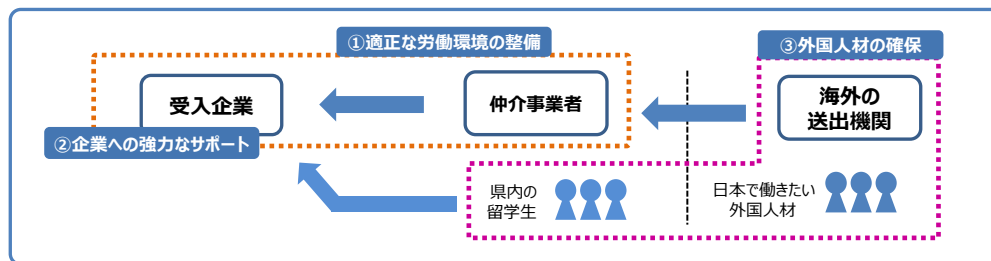 ①適正な労働環境の整備
③外国人材の確保
受入企業
仲介事業者
海外の
送出機関
②企業への強力なサポート
県内の
留学生
日本で働きたい
外国人材